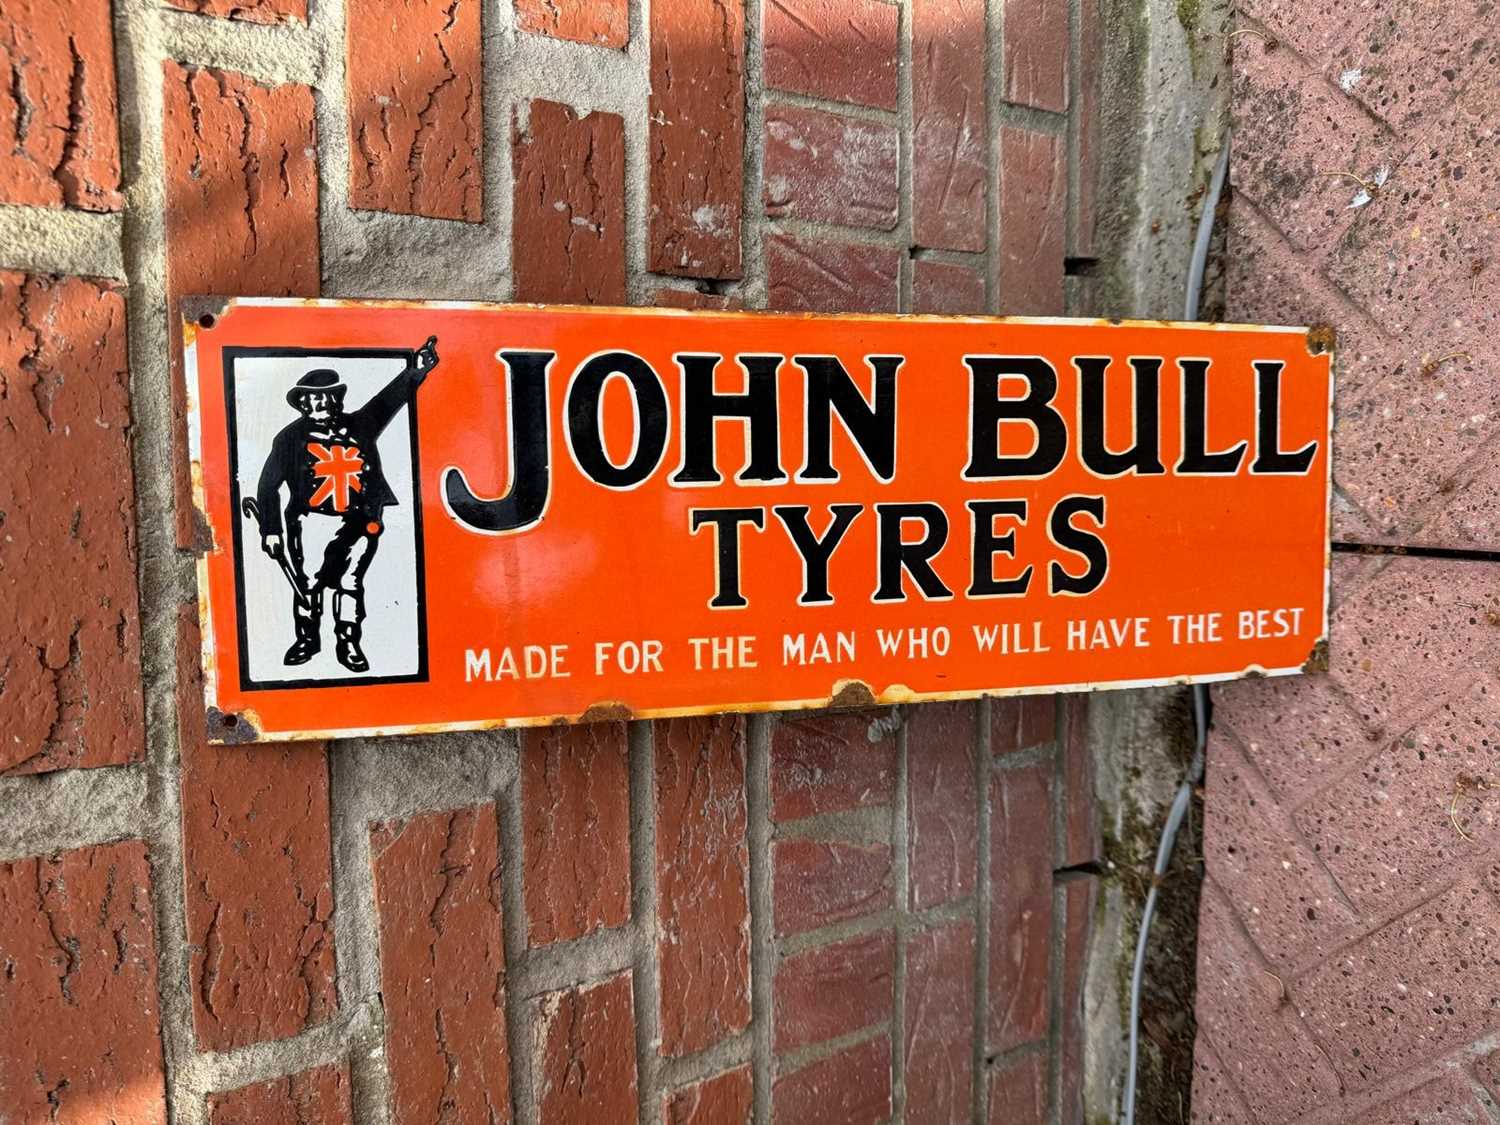 JOHN BULL
TYRES
MADE FOR THE MAN WHO WILL HAVE THE BEST